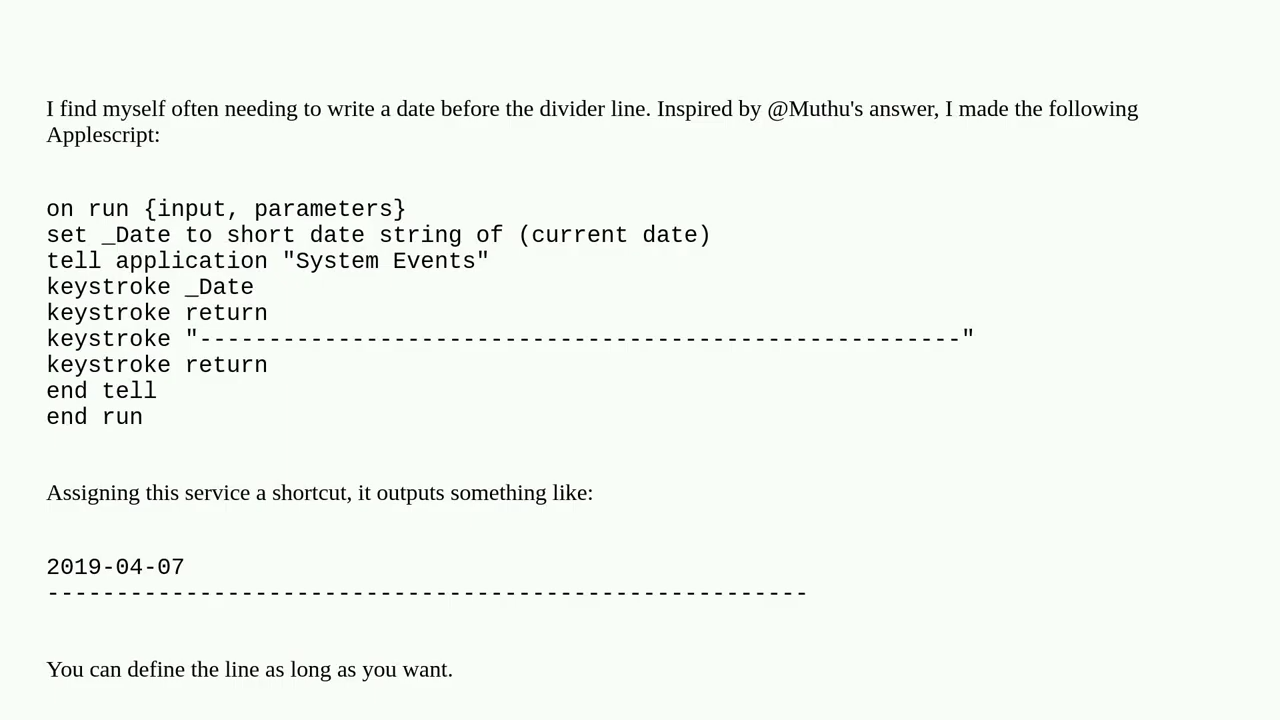 I find myself often needing to write a date before the divider line. Inspired by @Muthu's answer, I made the following
Applescript:
on run {input, parameters}
set _Date to short date string of (current date)
tell application "System Events"
keystroke _Date
keystroke return
keystroke "-------------------------------------------------------"
keystroke return
end tell
end run
Assigning this service a shortcut, it outputs something like:
2019-04-07
-------------------------------------------------------
You can define the line as long as you want.